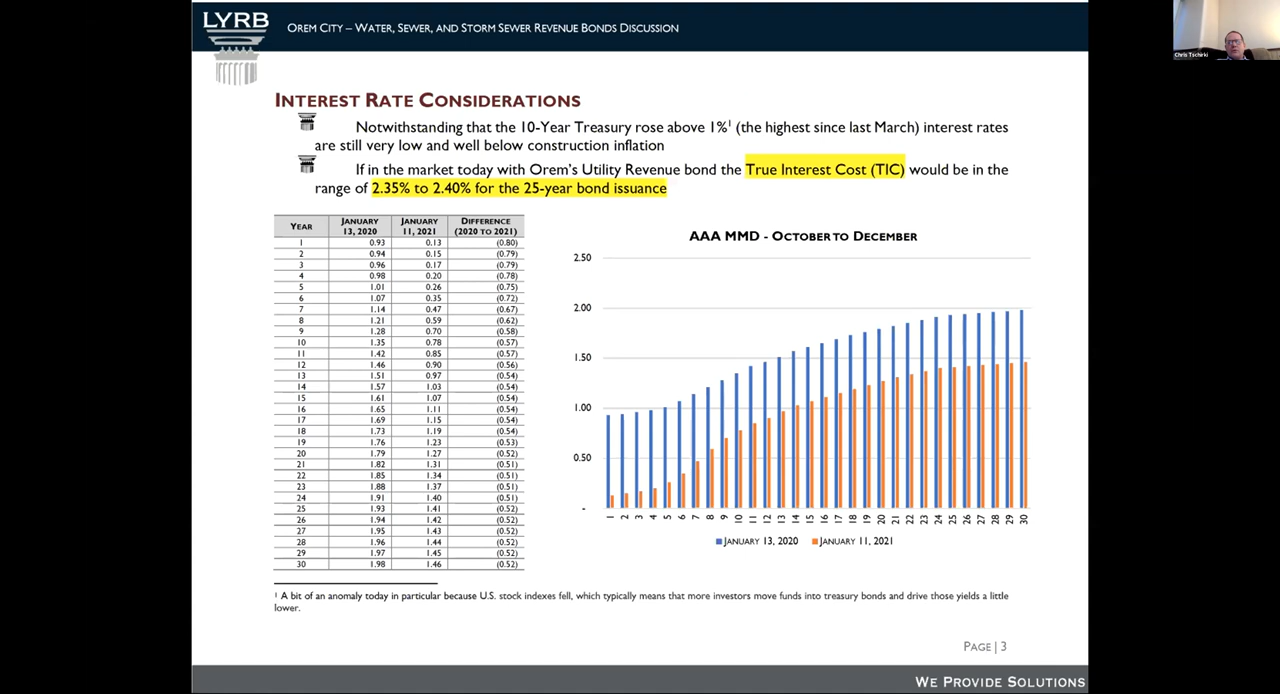 LYRB
OREM CITY – WATER, SEWER, AND STORM SEWER REVENUE BONDS DISCUSSION
Chris Tschirki
INTEREST RATE CONSIDERATIONS
Notwithstanding that the 10-Year Treasury rose above 1%¹ (the highest since last March) interest rates
are still very low and well below construction inflation
If in the market today with Orem's Utility Revenue bond the True Interest Cost (TIC) would be in the
range of 2.35% to 2.40% for the 25-year bond issuance
YEAR JANUARY 13, 2020 JANUARY 11, 2021 DIFFERENCE (2020 TO 2021)
1 0.93 0.13 (0.80)
2 0.94 0.15 (0.79)
3 0.96 0.17 (0.79)
4 0.98 0.20 (0.78)
5 1.01 0.26 (0.75)
6 1.07 0.35 (0.72)
7 1.14 0.47 (0.67)
8 1.21 0.59 (0.62)
9 1.28 0.70 (0.58)
10 1.35 0.78 (0.57)
11 1.42 0.85 (0.57)
12 1.46 0.90 (0.56)
13 1.51 0.97 (0.54)
14 1.57 1.03 (0.54)
15 1.61 1.07 (0.54)
16 1.65 1.11 (0.54)
17 1.69 1.15 (0.54)
18 1.73 1.19 (0.54)
19 1.76 1.23 (0.53)
20 1.79 1.27 (0.52)
21 1.82 1.31 (0.51)
22 1.85 1.34 (0.51)
23 1.88 1.37 (0.51)
24 1.91 1.40 (0.51)
25 1.93 1.41 (0.52)
26 1.94 1.42 (0.52)
27 1.95 1.43 (0.52)
28 1.96 1.44 (0.52)
29 1.97 1.45 (0.52)
30 1.98 1.46 (0.52)
AAA MMD - OCTOBER TO DECEMBER
2.50
2.00
1.50
1.00
0.50
-
1 2 3 4 5 6 7 8 9 10 11 12 13 14 15 16 17 18 19 20 21 22 23 24 25 26 27 28 29 30
JANUARY 13, 2020 JANUARY 11, 2021
¹ A bit of an anomaly today in particular because U.S. stock indexes fell, which typically means that more investors move funds into treasury bonds and drive those yields a little
lower.
PAGE | 3
WE PROVIDE SOLUTIONS